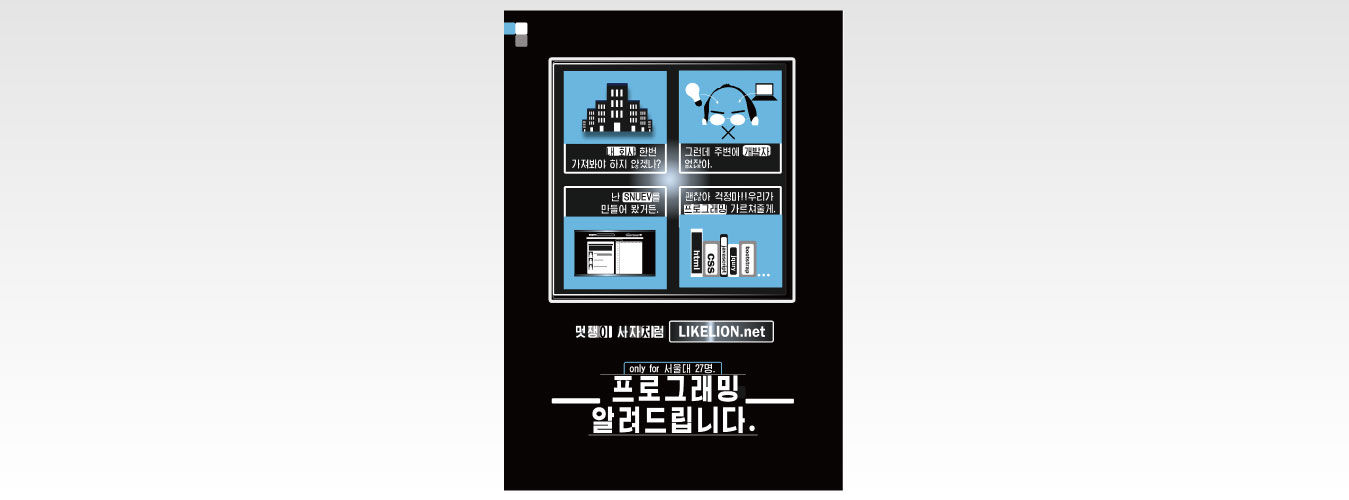 내 회사 한번
가져봐야 하지 않겠니?
그런데 주변에 개발자
없잖아.
난 SNUEV를
만들어 봤거든.
괜찮아 걱정마!!우리가
프로그래밍 가르쳐줄게.
html
css
javascript
jqury
bootstrap
...
멋쟁이 사자처럼 LIKELION.net
only for 서울대 27명.
프로그래밍
알려드립니다.